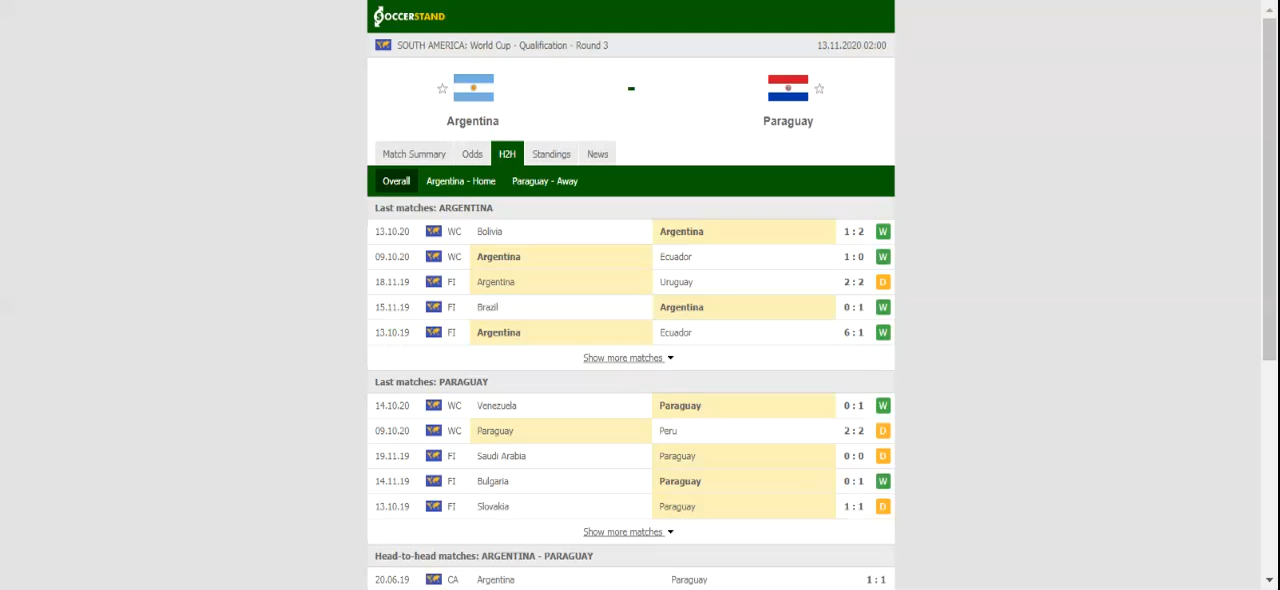 SOCCERSTAND
SOUTH AMERICA: World Cup - Qualification - Round 3 13.11.2020 02:00
-
Argentina Paraguay
Match Summary Odds H2H Standings News
Overall Argentina - Home Paraguay - Away
Last matches: ARGENTINA
13.10.20 WC Bolivia Argentina 1 : 2 W
09.10.20 WC Argentina Ecuador 1 : 0 W
18.11.19 FI Argentina Uruguay 2 : 2 D
15.11.19 FI Brazil Argentina 0 : 1 W
13.10.19 FI Argentina Ecuador 6 : 1 W
Show more matches
Last matches: PARAGUAY
14.10.20 WC Venezuela Paraguay 0 : 1 W
09.10.20 WC Paraguay Peru 2 : 2 D
19.11.19 FI Saudi Arabia Paraguay 0 : 0 D
14.11.19 FI Bulgaria Paraguay 0 : 1 W
13.10.19 FI Slovakia Paraguay 1 : 1 D
Show more matches
Head-to-head matches: ARGENTINA - PARAGUAY
20.06.19 CA Argentina Paraguay 1 : 1